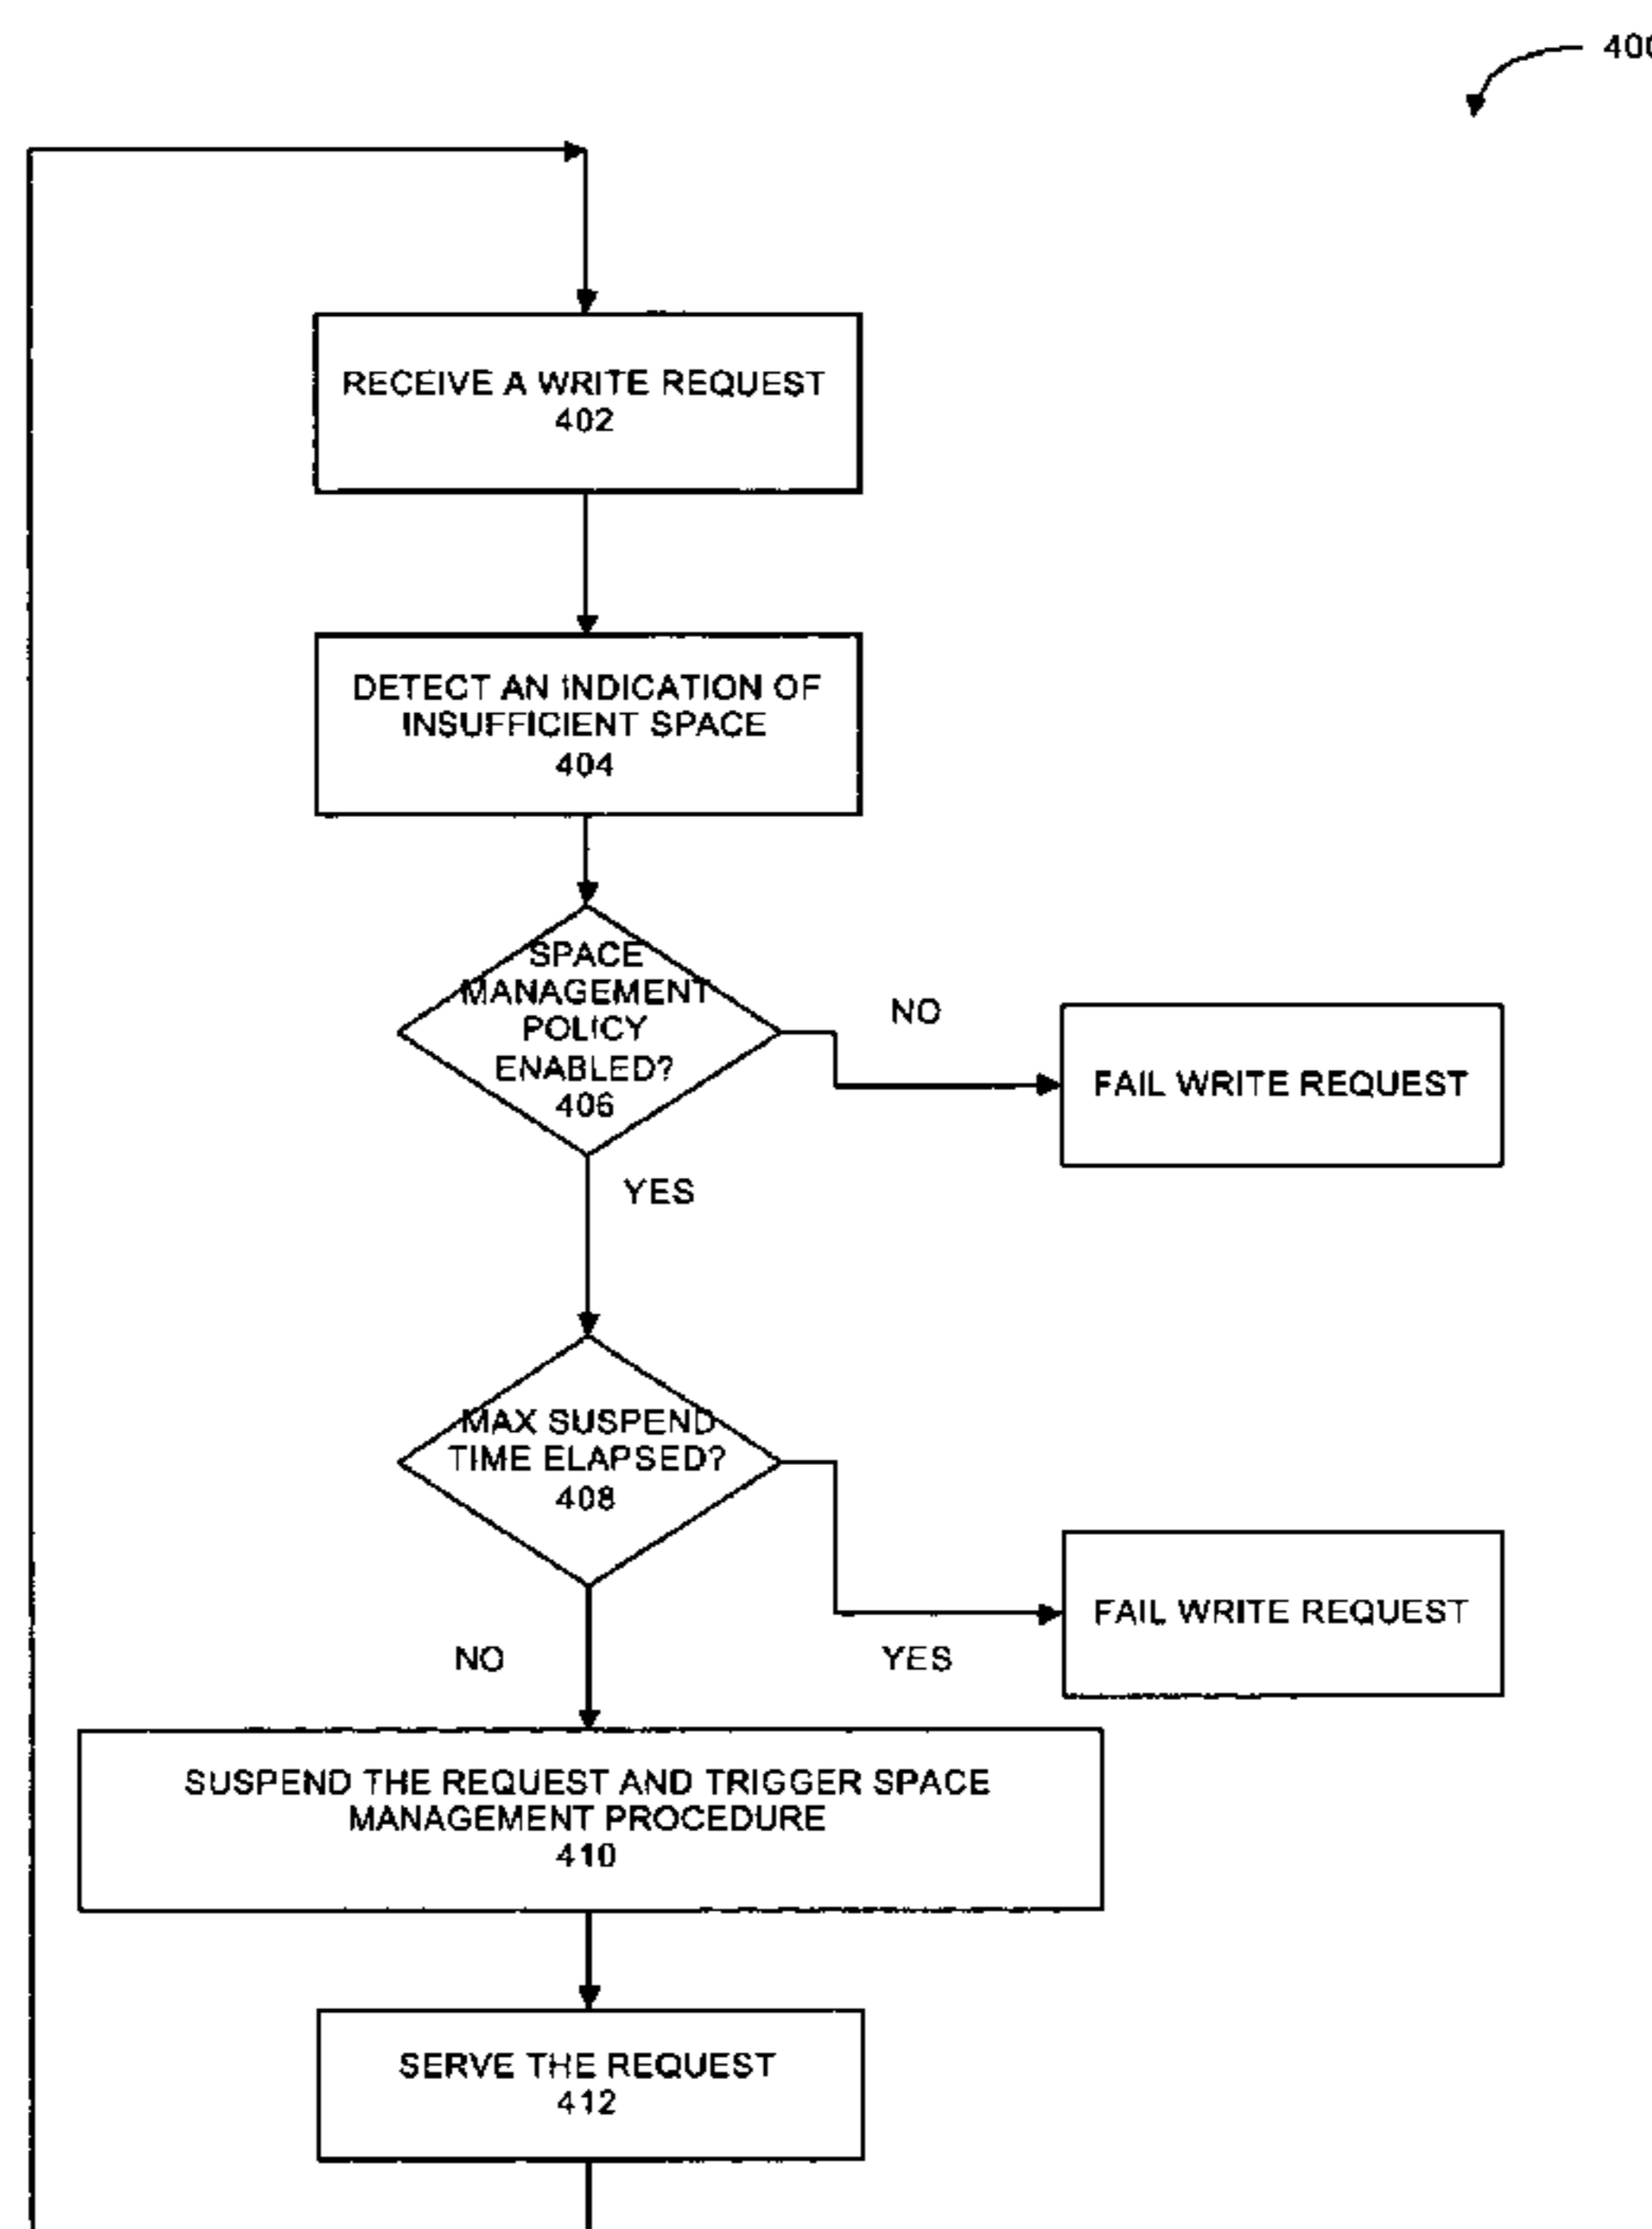 400
RECEIVE A WRITE REQUEST
402
DETECT AN INDICATION OF
INSUFFICIENT SPACE
404
SPACE
MANAGEMENT
POLICY
ENABLED?
406
NO
FAIL WRITE REQUEST
YES
MAX SUSPEND
TIME ELAPSED?
408
FAIL WRITE REQUEST
NO
YES
SUSPEND THE REQUEST AND TRIGGER SPACE
MANAGEMENT PROCEDURE
410
SERVE THE REQUEST
412